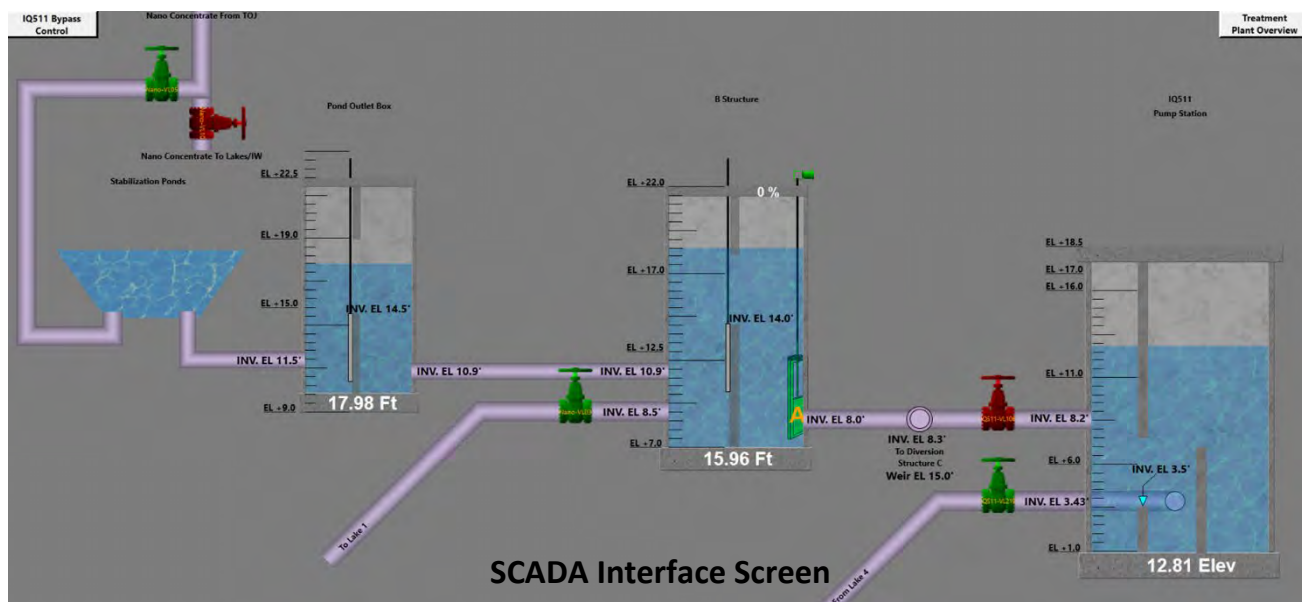 IQ511 Bypass
Control
Nano Concentrate From TOJ
Treatment
Plant Overview
Nano Concentrate To Lakes/IW
Stabilization Ponds
Pond Outlet Box
B Structure
IQ511
Pump Station
EL +22.5
EL +19.0
EL +15.0
EL +9.0
INV. EL 14.5'
INV. EL 11.5'
INV. EL 10.9'
17.98 Ft
EL +22.0
0 %
EL +17.0
EL +12.5
EL +7.0
INV. EL 14.0'
INV. EL 10.9'
INV. EL 8.5'
A
15.96 Ft
To Lake 1
INV. EL 8.0'
INV. EL 8.3'
To Diversion
Structure C
Weir EL 15.0'
INV. EL 8.2'
EL +18.5
EL +17.0
EL +16.0
EL +11.0
EL +6.0
EL +1.0
INV. EL 3.5'
INV. EL 3.43'
12.81 Elev
From Lake 4
SCADA Interface Screen